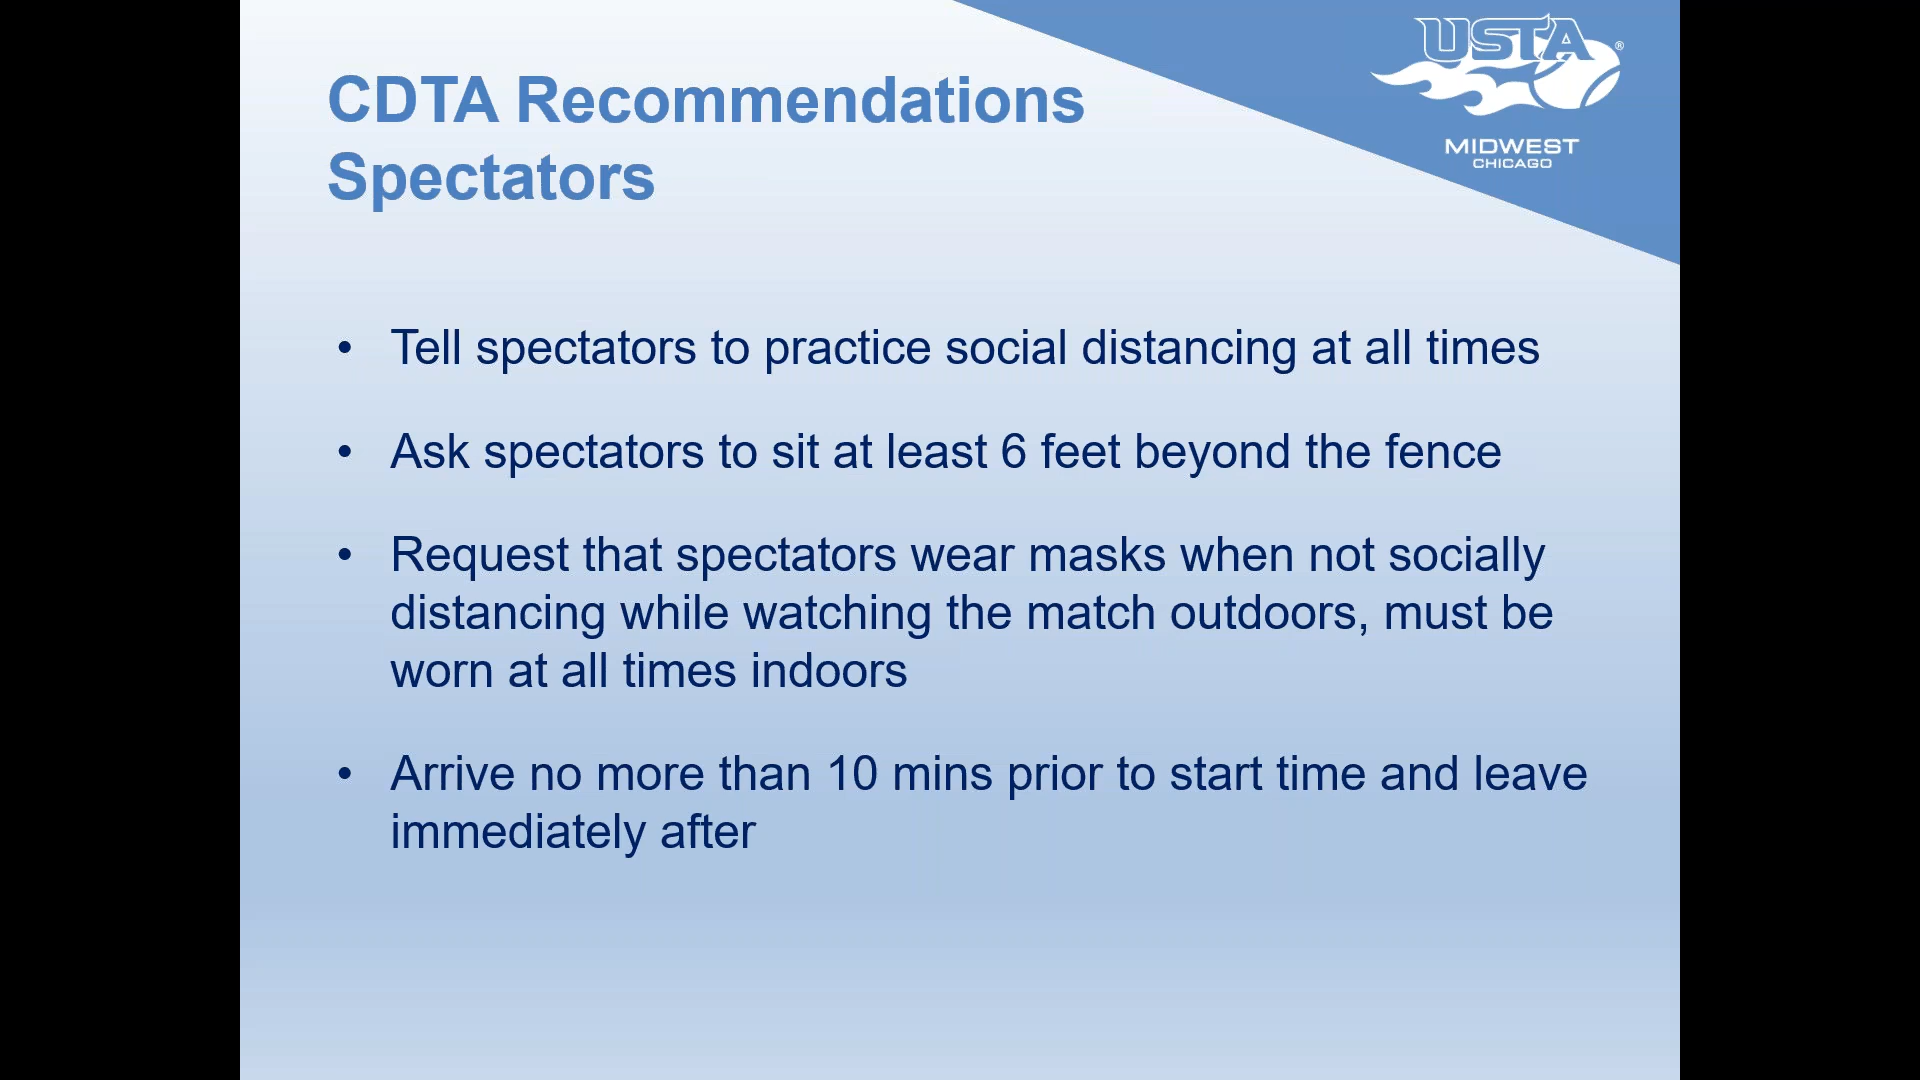 USTA®
MIDWEST
CHICAGO
CDTA Recommendations
Spectators
• Tell spectators to practice social distancing at all times
• Ask spectators to sit at least 6 feet beyond the fence
• Request that spectators wear masks when not socially
distancing while watching the match outdoors, must be
worn at all times indoors
• Arrive no more than 10 mins prior to start time and leave
immediately after